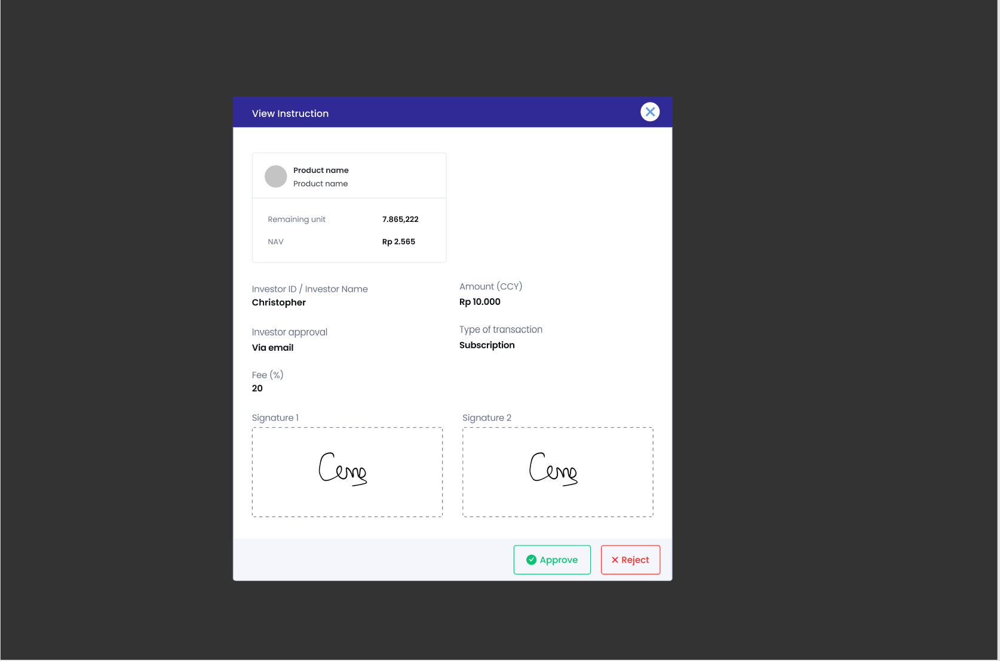 View Instruction
Product name
Product name
Remaining unit 7.865,222
NAV Rp 2.565
Investor ID / Investor Name
Christopher
Amount (CCY)
Rp 10.000
Investor approval
Via email
Type of transaction
Subscription
Fee (%)
20
Signature 1
Signature 2
Approve
Reject